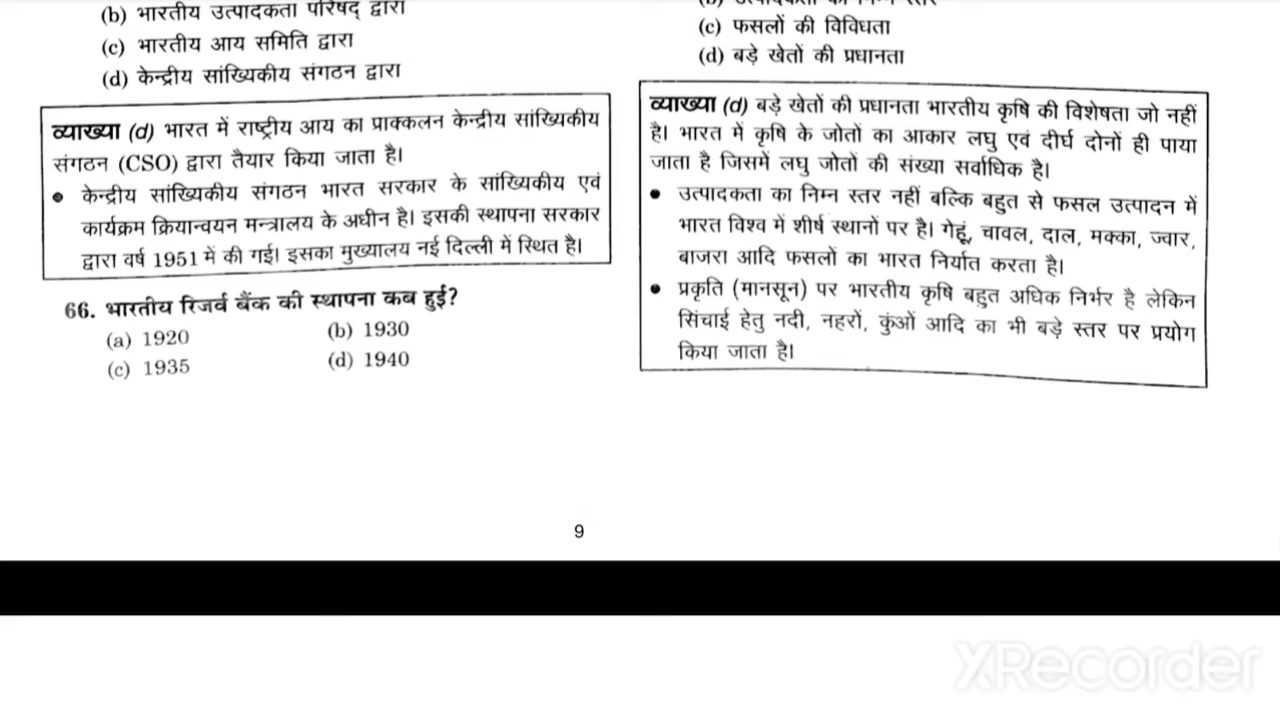 (b) भारतीय उत्पादकता परिषद् द्वारा
(c) भारतीय आय समिति द्वारा
(d) केन्द्रीय सांख्यिकीय संगठन द्वारा
व्याख्या (d) भारत में राष्ट्रीय आय का प्राक्कलन केन्द्रीय सांख्यिकीय
संगठन (CSO) द्वारा तैयार किया जाता है।
• केन्द्रीय सांख्यिकीय संगठन भारत सरकार के सांख्यिकीय एवं
कार्यक्रम क्रियान्वयन मन्त्रालय के अधीन है। इसकी स्थापना सरकार
द्वारा वर्ष 1951 में की गई। इसका मुख्यालय नई दिल्ली में स्थित है।
66. भारतीय रिजर्व बैंक की स्थापना कब हुई?
(a) 1920 (b) 1930
(c) 1935 (d) 1940
(c) फसलों की विविधता
(d) बड़े खेतों की प्रधानता
व्याख्या (d) बड़े खेतों की प्रधानता भारतीय कृषि की विशेषता जो नहीं
है। भारत में कृषि के जोतों का आकार लघु एवं दीर्घ दोनों ही पाया
जाता है जिसमें लघु जोतों की संख्या सर्वाधिक है।
• उत्पादकता का निम्न स्तर नहीं बल्कि बहुत से फसल उत्पादन में
भारत विश्व में शीर्ष स्थानों पर है। गेहूं, चावल, दाल, मक्का, ज्वार,
बाजरा आदि फसलों का भारत निर्यात करता है।
• प्रकृति (मानसून) पर भारतीय कृषि बहुत अधिक निर्भर है लेकिन
सिंचाई हेतु नदी, नहरों, कुंओं आदि का भी बड़े स्तर पर प्रयोग
किया जाता है।
9
XRecorder